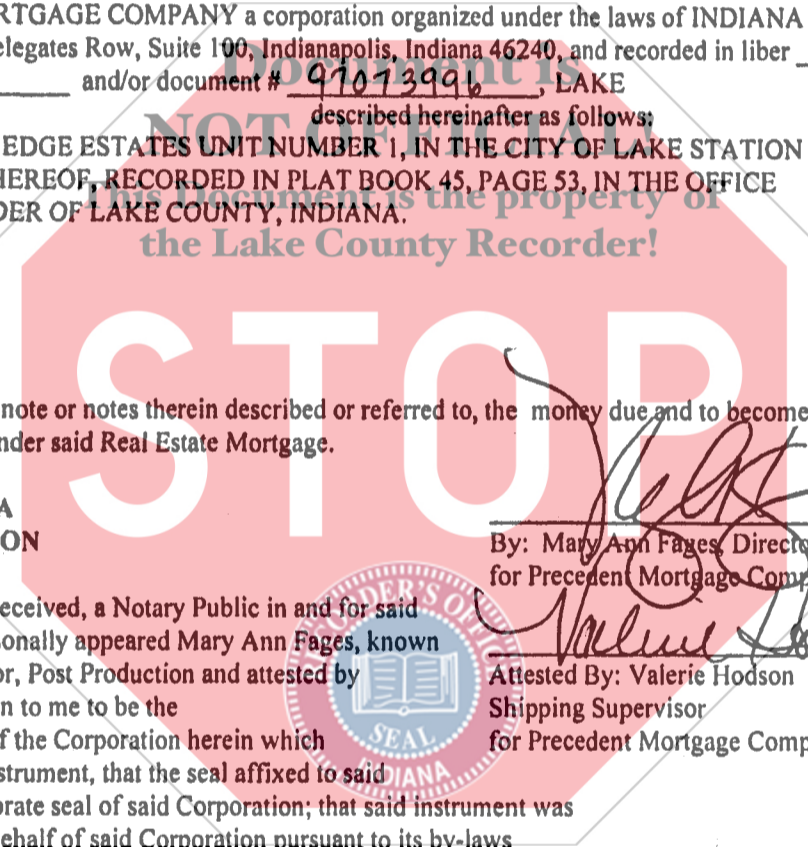 RTGAGE COMPANY a corporation organized under the laws of INDIANA
elegates Row, Suite 100, Indianapolis, Indiana 46240, and recorded in liber
Document is
and/or document # 97073996, LAKE
described hereinafter as follows:
NOT OFFICIAL
EDGE ESTATES UNIT NUMBER 1, IN THE CITY OF LAKE STATION
HEREOF, RECORDED IN PLAT BOOK 45, PAGE 53, IN THE OFFICE
This Document is the property of
DER OF LAKE COUNTY, INDIANA.
the Lake County Recorder!
STOP
note or notes therein described or referred to, the money due and to become
nder said Real Estate Mortgage.
A
ON
By: Mary Ann Fages, Directo
for Precedent Mortgage Comp
eceived, a Notary Public in and for said
sonally appeared Mary Ann Fages, known
or, Post Production and attested by
n to me to be the
f the Corporation herein which
strument, that the seal affixed to said
orate seal of said Corporation; that said instrument was
ehalf of said Corporation pursuant to its by-laws
Valerie
Attested By: Valerie Hodson
Shipping Supervisor
for Precedent Mortgage Comp
RECORDER'S OFFICE
SEAL
INDIANA